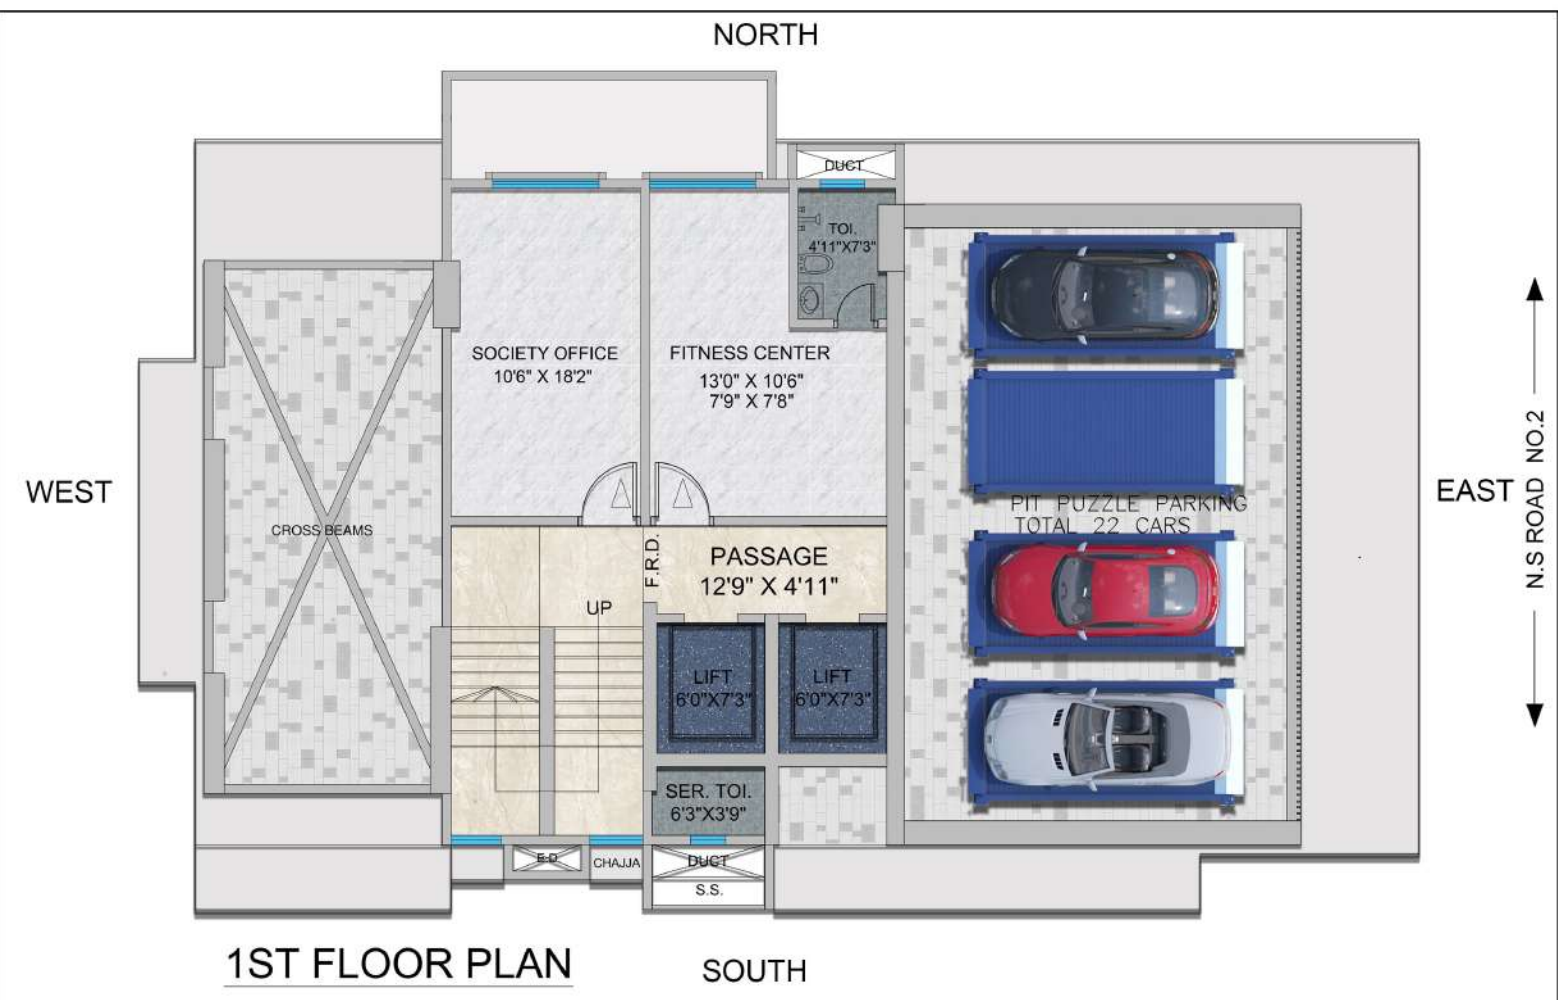 NORTH
DUCT
TOI.
4'11"X7'3"
SOCIETY OFFICE
10'6" X 18'2"
FITNESS CENTER
13'0" X 10'6"
7'9" X 7'8"
WEST
EAST
N.S ROAD NO.2
PIT PUZZLE PARKING
TOTAL 22 CARS
CROSS BEAMS
F.R.D.
PASSAGE
12'9" X 4'11"
UP
LIFT
6'0"X7'3"
LIFT
6'0"X7'3"
SER. TOI.
6'3"X3'9"
E.D
CHAJJA
DUCT
S.S.
1ST FLOOR PLAN
SOUTH